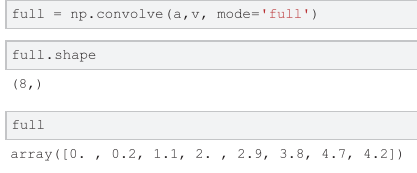 full = np.convolve(a,v, mode='full')
full.shape
(8,)
full
array([0. , 0.2, 1.1, 2. , 2.9, 3.8, 4.7, 4.2])